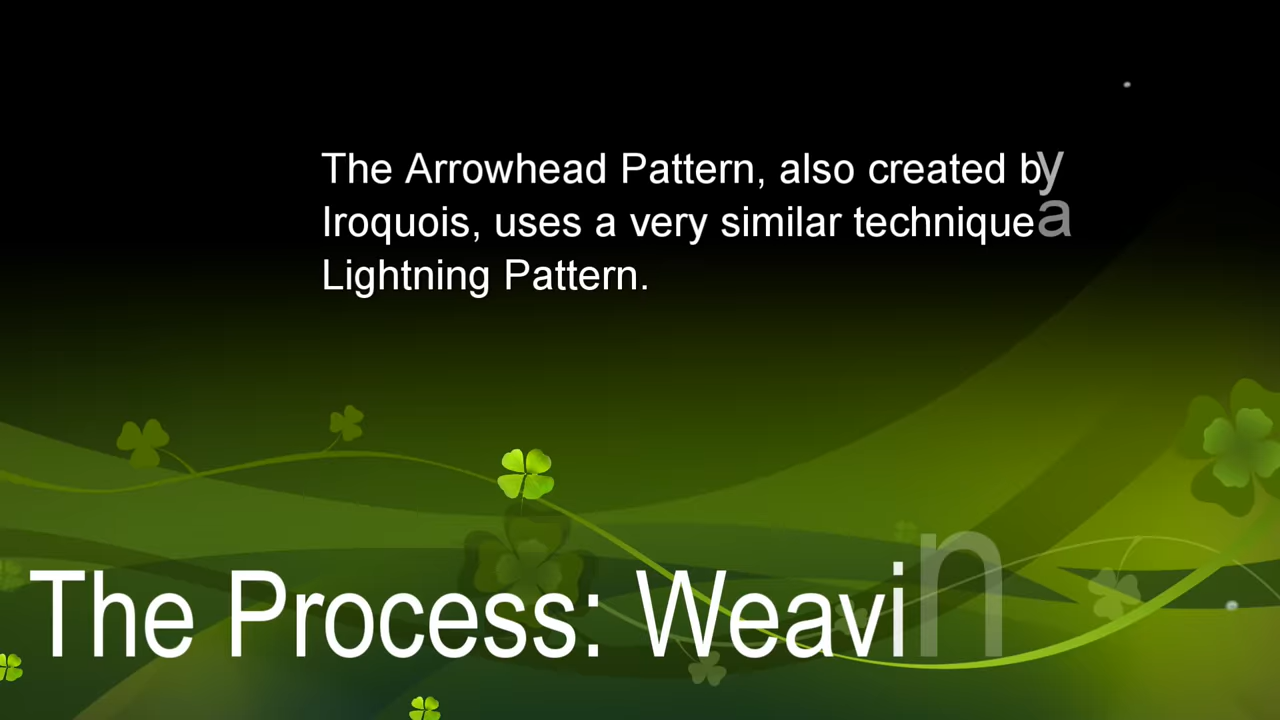 The Arrowhead Pattern, also created by
Iroquois, uses a very similar technique a
Lightning Pattern.
The Process: Weavin